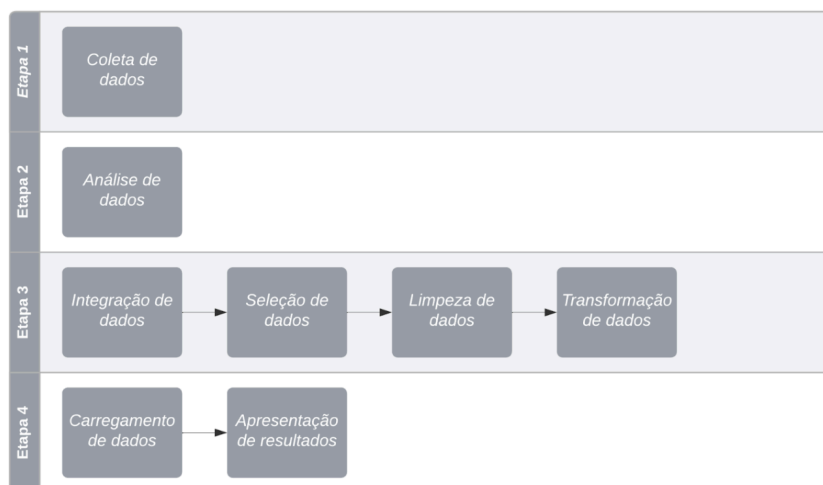 Etapa 1
Coleta de
dados
Etapa 2
Análise de
dados
Etapa 3
Integração de
dados
Seleção de
dados
Limpeza de
dados
Transformação
de dados
Etapa 4
Carregamento
de dados
Apresentação
de resultados